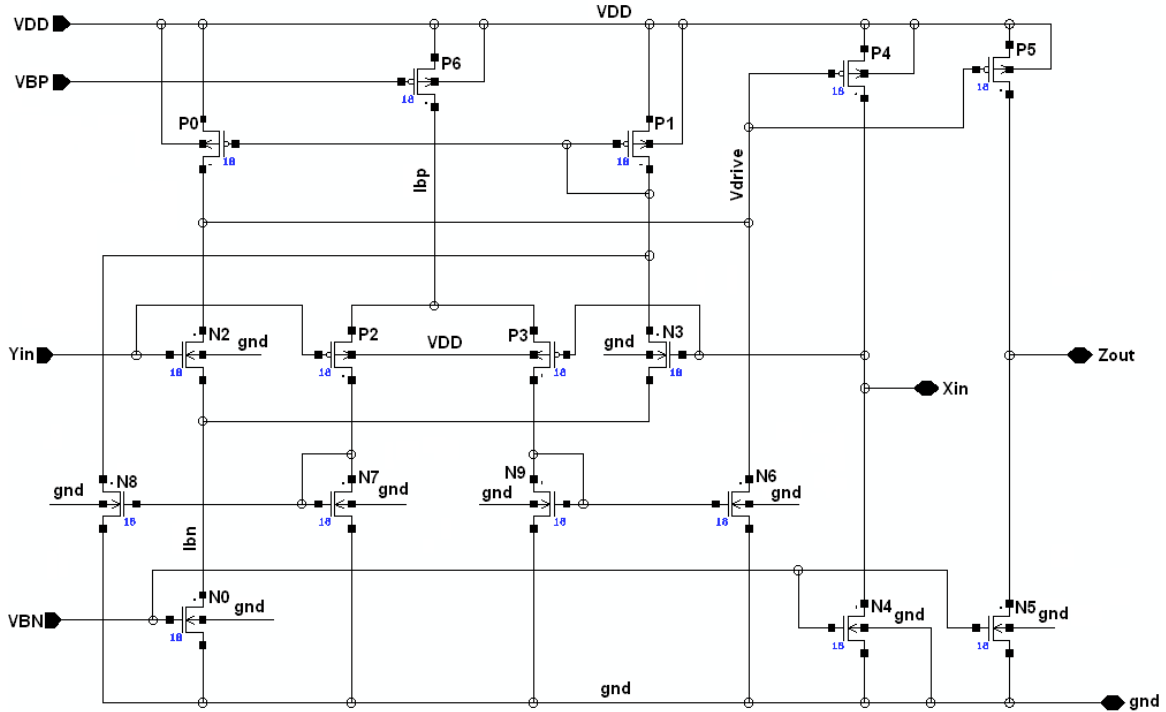 VDD
VDD
P6
P4
P5
VBP
18
18
18
P0
P1
18
18
Ibp
Vdrive
N2
gnd
P2
VDD
P3
gnd
N3
Yin
Zout
18
18
18
18
Xin
gnd
N8
N7
gnd
N9
gnd
N6
gnd
18
18
18
18
Ibn
N0
gnd
VBN
N4
gnd
N5
gnd
18
18
18
gnd
gnd